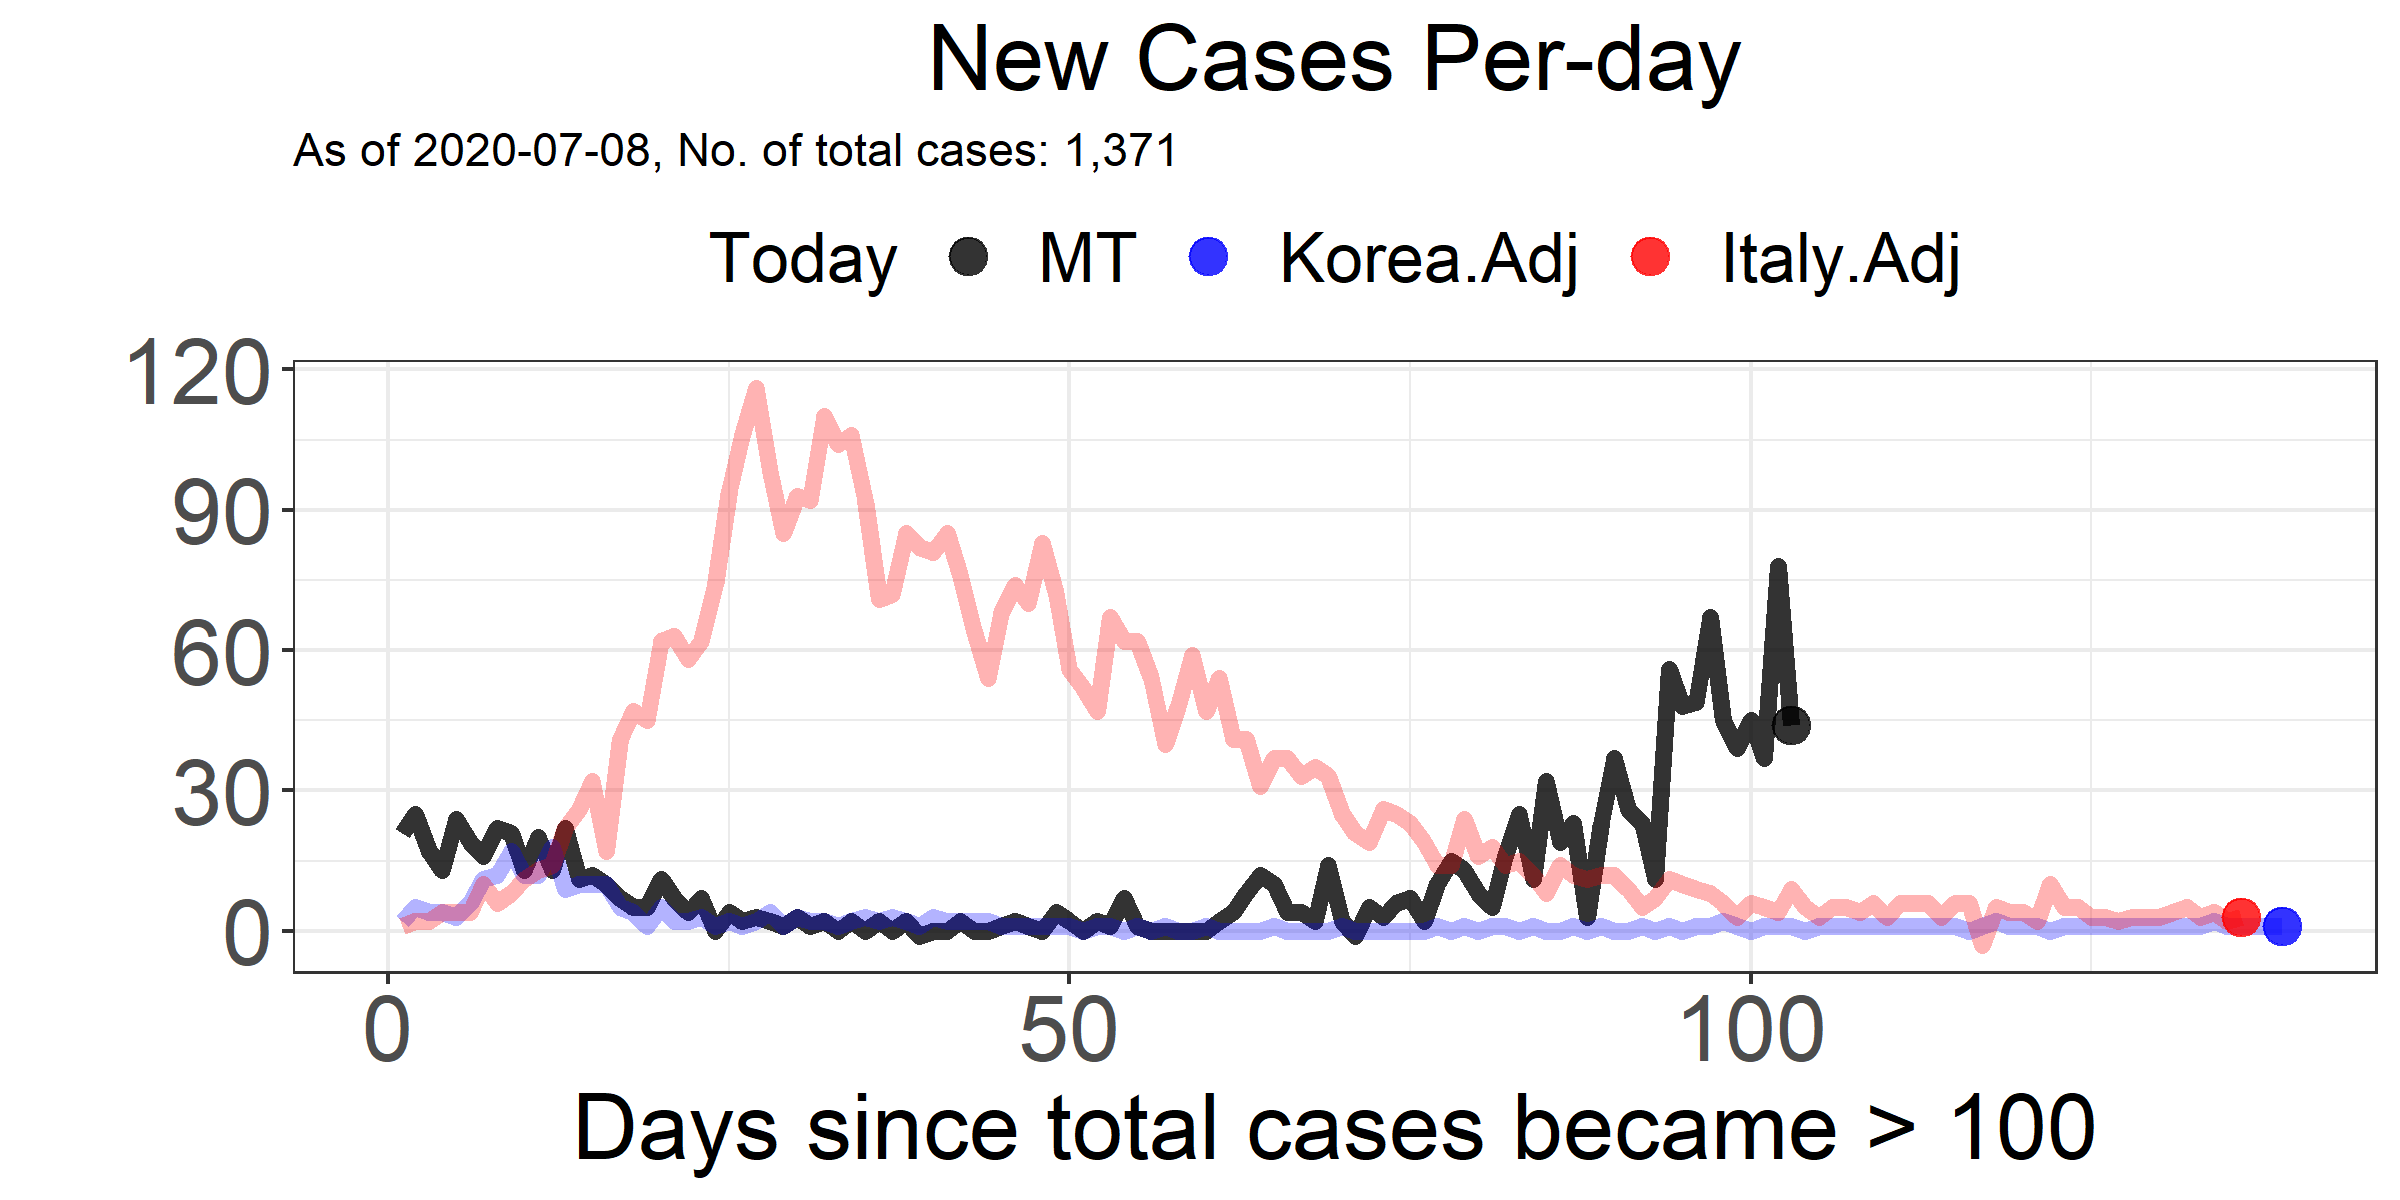 New Cases Per-day
As of 2020-07-08, No. of total cases: 1,371
Today MT Korea.Adj Italy.Adj
120
90
60
30
0
0 50 100
Days since total cases became > 100